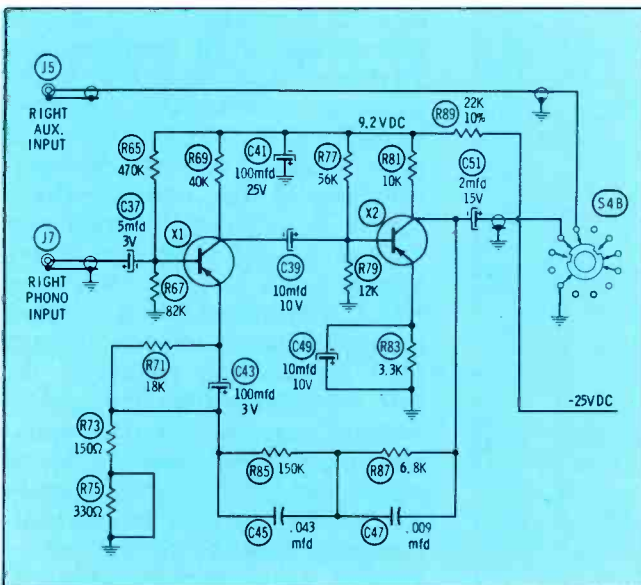 J5
RIGHT
AUX.
INPUT
R89
22K
10%
9.2VDC
R65
470K
R69
40K
C41
100mfd
25V
R77
56K
R81
10K
C51
2mfd
15V
S4B
C37
5mfd
3V
X1
X2
J7
RIGHT
PHONO
INPUT
R67
82K
C39
10mfd
10V
R79
12K
R71
18K
C43
100mfd
3V
C49
10mfd
10V
R83
3.3K
-25VDC
R73
150Ω
R75
330Ω
R85
150K
R87
6.8K
C45
.043
mfd
C47
.009
mfd